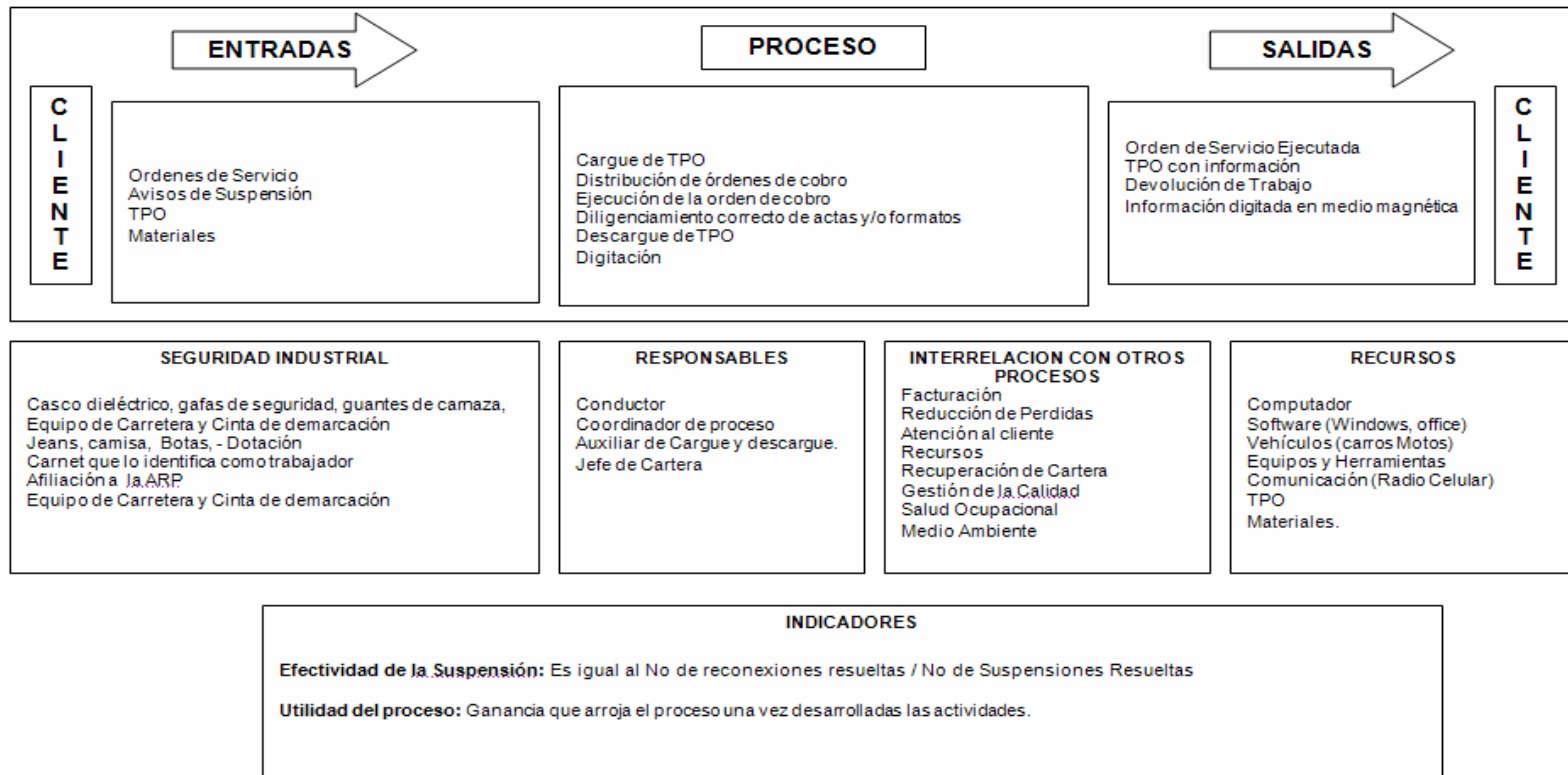 ENTRADAS
PROCESO
SALIDAS
CLIENTE
Ordenes de Servicio
Avisos de Suspensión
TPO
Materiales
Cargue de TPO
Distribución de órdenes de cobro
Ejecución de la orden de cobro
Diligenciamiento correcto de actas y/o formatos
Descargue de TPO
Digitación
Orden de Servicio Ejecutada
TPO con información
Devolución de Trabajo
Información digitada en medio magnética
CLIENTE
SEGURIDAD INDUSTRIAL
Casco dieléctrico, gafas de seguridad, guantes de carnaza,
Equipo de Carretera y Cinta de demarcación
Jeans, camisa, Botas, - Dotación
Carnet que lo identifica como trabajador
Afiliación a la ARP
Equipo de Carretera y Cinta de demarcación
RESPONSABLES
Conductor
Coordinador de proceso
Auxiliar de Cargue y descargue.
Jefe de Cartera
INTERRELACION CON OTROS
PROCESOS
Facturación
Reducción de Perdidas
Atención al cliente
Recursos
Recuperación de Cartera
Gestión de la Calidad
Salud Ocupacional
Medio Ambiente
RECURSOS
Computador
Software (Windows, office)
Vehículos (carros Motos)
Equipos y Herramientas
Comunicación (Radio Celular)
TPO
Materiales.
INDICADORES
Efectividad de la Suspensión: Es igual al No de reconexiones resueltas / No de Suspensiones Resueltas
Utilidad del proceso: Ganancia que arroja el proceso una vez desarrolladas las actividades.